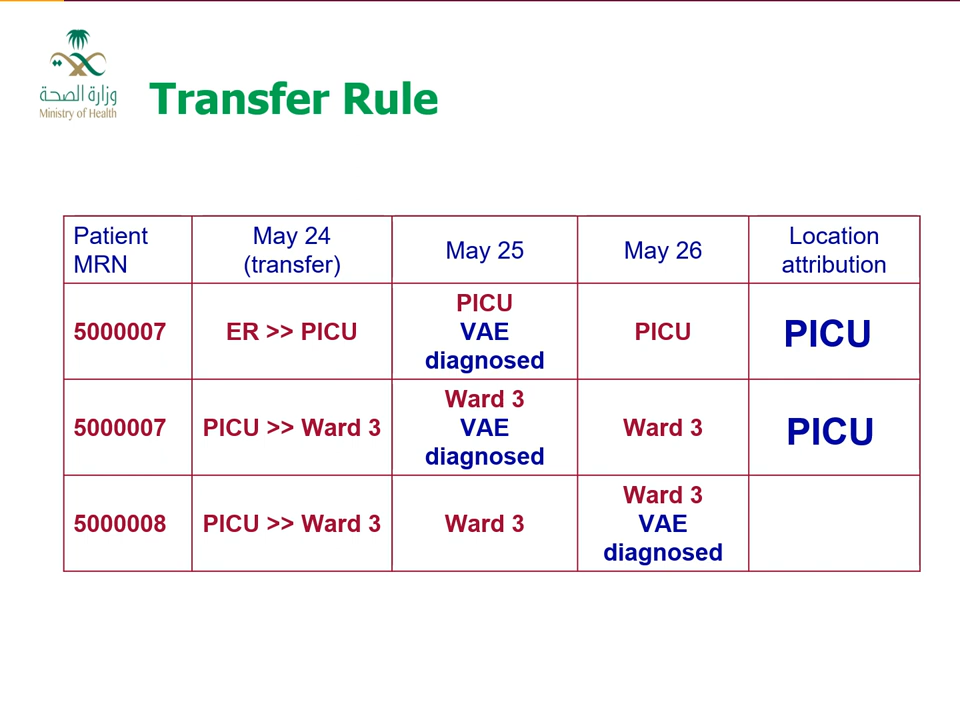 وزارة الصحة
Ministry of Health
Transfer Rule
Patient MRN
May 24 (transfer)
May 25
May 26
Location attribution
5000007
ER >> PICU
PICU
VAE
diagnosed
PICU
PICU
5000007
PICU >> Ward 3
Ward 3
VAE
diagnosed
Ward 3
PICU
5000008
PICU >> Ward 3
Ward 3
Ward 3
VAE
diagnosed